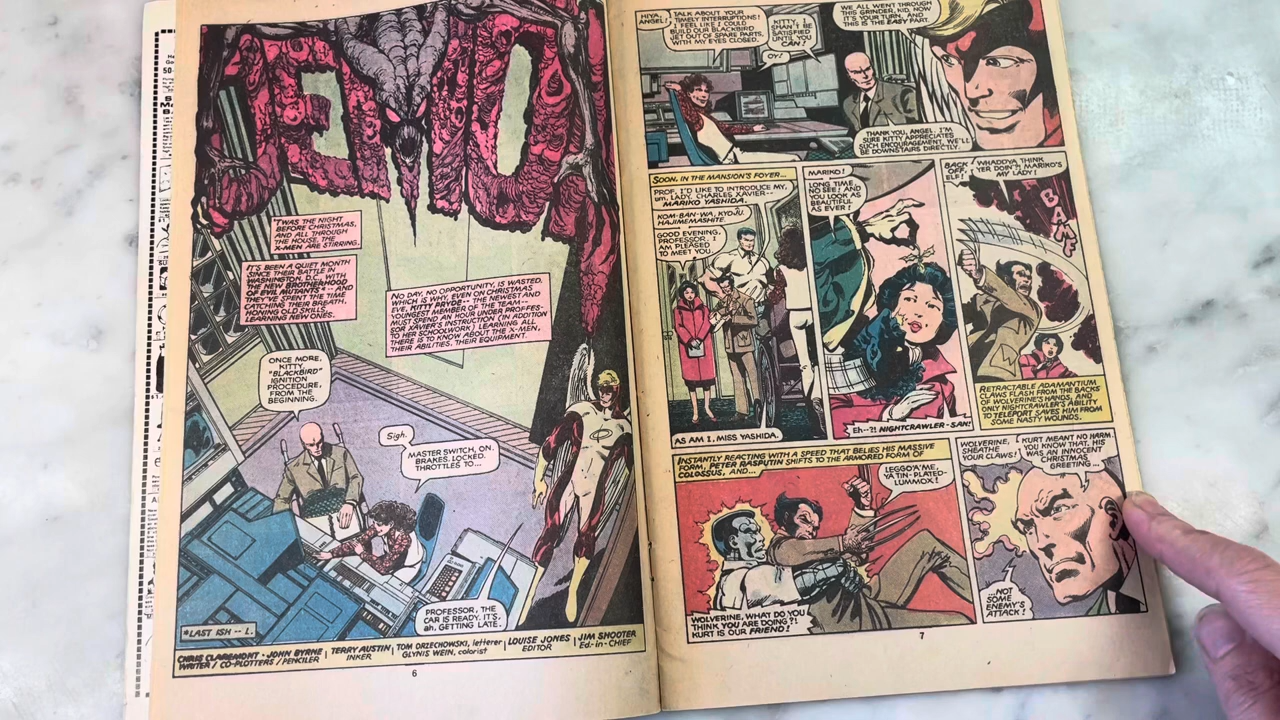 DEMON
'TWAS THE NIGHT
BEFORE CHRISTMAS,
AND ALL THROUGH
THE HOUSE, THE
X-MEN ARE STIRRING.
IT'S BEEN A QUIET MONTH
SINCE THEIR BATTLE IN
WASHINGTON, D.C., WITH
THE NEW BROTHERHOOD
OF EVIL MUTANTS*-- AND
THEY'VE SPENT THE TIME
CATCHING THEIR BREATH,
HONING OLD SKILLS,
LEARNING NEW ONES.
NO DAY, NO OPPORTUNITY, IS WASTED.
WHICH IS WHY, EVEN ON CHRISTMAS
EVE, KITTY PRYDE--THE NEWEST AND
YOUNGEST MEMBER OF THE TEAM--
MUST SPEND AN HOUR UNDER PROFES-
SOR XAVIER'S INSTRUCTION (IN ADDITION
TO HER SCHOOLWORK) LEARNING ALL
THERE IS TO KNOW ABOUT THE X-MEN,
THEIR ABILITIES, THEIR EQUIPMENT.
ONCE MORE,
KITTY.
"BLACKBIRD"
IGNITION
PROCEDURE,
FROM THE
BEGINNING.
Sigh.
MASTER SWITCH, ON.
BRAKES, LOCKED.
THROTTLES TO...
PROFESSOR, THE
CAR IS READY. IT'S,
ah, GETTING LATE.
*LAST ISH -- L.
CHRIS CLAREMONT - JOHN BYRNE
WRITER / CO-PLOTTERS / PENCILER
TERRY AUSTIN
INKER
TOM ORZECHOWSKI, letterer
GLYNIS WEIN, colorist
LOUISE JONES
EDITOR
JIM SHOOTER
Ed.-in-CHIEF
6
HIYA,
ANGEL!
TALK ABOUT YOUR
TIMELY INTERRUPTIONS!
I FEEL LIKE I COULD
BUILD OUR BLACKBIRD
JET OUT OF SPARE PARTS,
WITH MY EYES CLOSED.
KITTY, I
SHAN'T BE
SATISFIED
UNTIL YOU
CAN!
OY!
WE ALL WENT THROUGH
THIS GRINDER, KID. NOW
IT'S YOUR TURN. AND
THIS IS THE EASY PART.
THANK YOU, ANGEL. I'M
SURE KITTY APPRECIATES
SUCH ENCOURAGEMENT. WE'LL
BE DOWNSTAIRS DIRECTLY.
SOON, IN THE MANSION'S FOYER...
PROF, I'D LIKE TO INTRODUCE MY,
um, LADY. CHARLES XAVIER--
MARIKO YASHIDA.
KOM-BAN-WA, KYOJU.
HAJIMEMASHITE.
GOOD EVENING,
PROFESSOR. I
AM PLEASED
TO MEET YOU.
AS AM I, MISS YASHIDA.
MARIKO!
LONG TIME,
NO SEE! AND
YOU LOOK AS
BEAUTIFUL
AS EVER!
Eh--?! NIGHTCRAWLER-SAN!
BACK
OFF,
ELF!
WHADDYA THINK
YER DOIN'?! MARIKO'S
MY LADY!
BAMF
RETRACTABLE ADAMANTIUM
CLAWS FLASH FROM THE BACKS
OF WOLVERINE'S HANDS, AND
ONLY NIGHTCRAWLER'S ABILITY
TO TELEPORT SAVES HIM FROM
SOME NASTY WOUNDS.
INSTANTLY REACTING WITH A SPEED THAT BELIES HIS MASSIVE
FORM, PETER RASPUTIN SHIFTS TO THE ARMORED FORM OF
COLOSSUS, AND...
LEGGO'A'ME,
YA TIN-PLATED-
LUMMOX!
WOLVERINE, WHAT DO YOU
THINK YOU ARE DOING?!
KURT IS OUR FRIEND!
WOLVERINE,
SHEATHE
YOUR CLAWS!
KURT MEANT NO HARM.
YOU KNOW THAT. HIS
WAS AN INNOCENT
CHRISTMAS
GREETING...
...NOT
SOME
ENEMY'S
ATTACK!
7